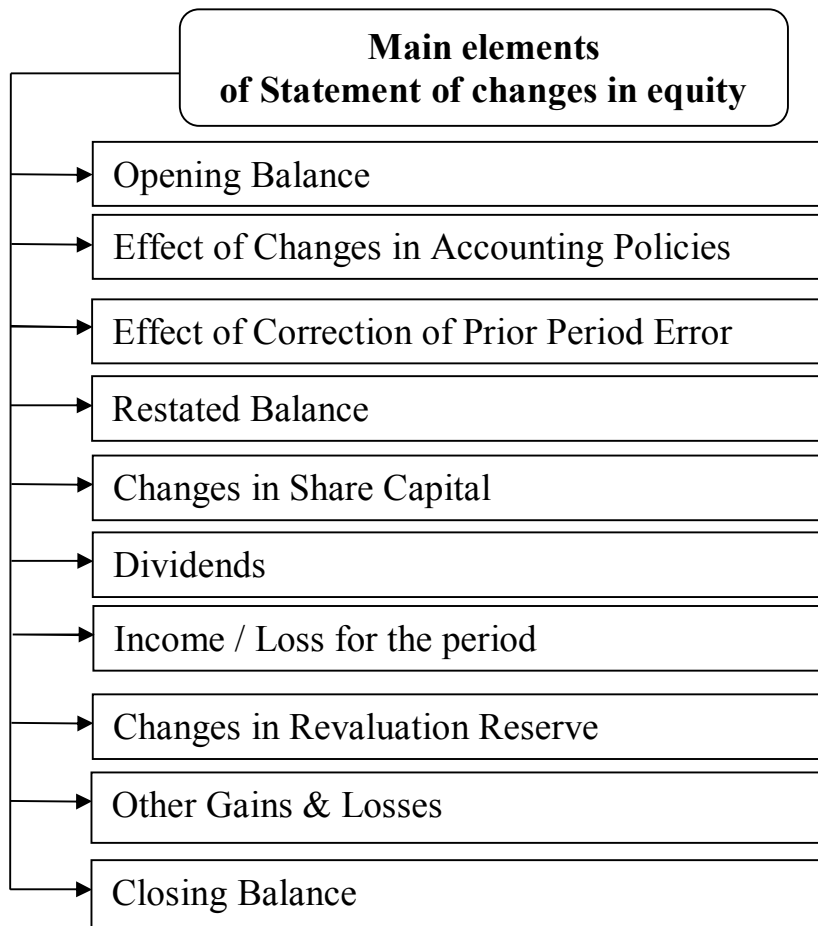 Main elements
of Statement of changes in equity
Opening Balance
Effect of Changes in Accounting Policies
Effect of Correction of Prior Period Error
Restated Balance
Changes in Share Capital
Dividends
Income / Loss for the period
Changes in Revaluation Reserve
Other Gains & Losses
Closing Balance